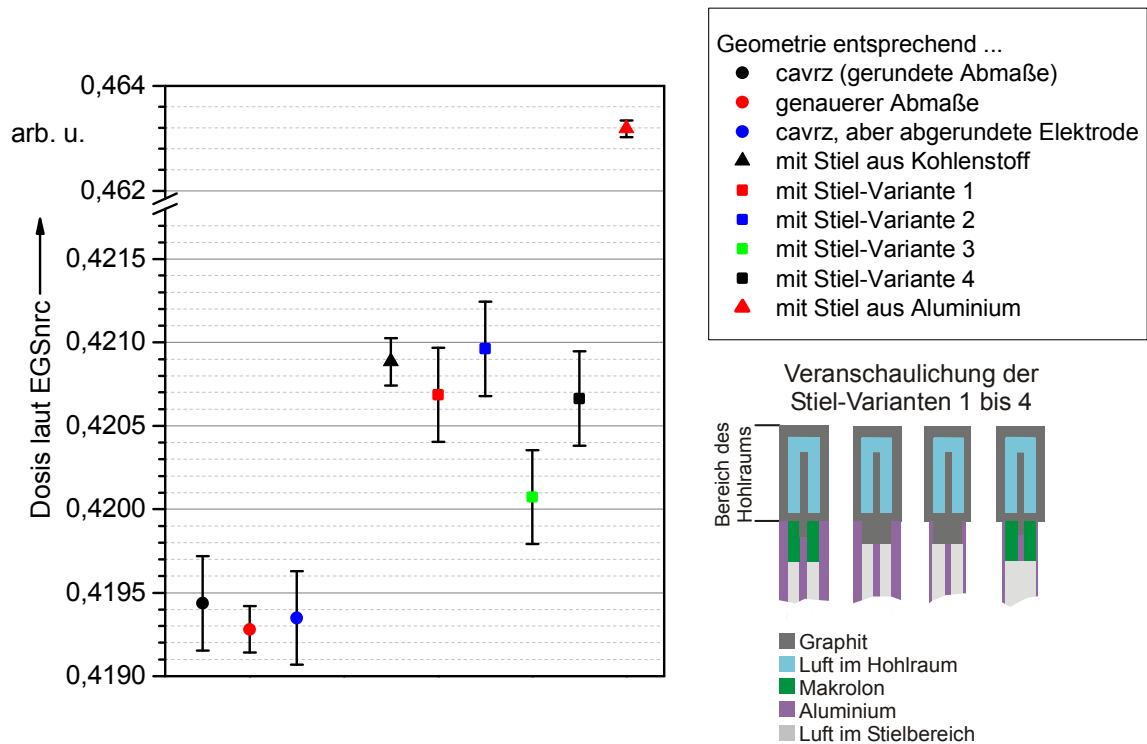 0,464
arb. u.
0,462
0,4215
0,4210
0,4205
0,4200
0,4195
0,4190
Dosis laut EGSnrc
Geometrie entsprechend ...
cavrz (gerundete Abmaße)
genauerer Abmaße
cavrz, aber abgerundete Elektrode
mit Stiel aus Kohlenstoff
mit Stiel-Variante 1
mit Stiel-Variante 2
mit Stiel-Variante 3
mit Stiel-Variante 4
mit Stiel aus Aluminium
Veranschaulichung der
Stiel-Varianten 1 bis 4
Bereich des
Hohlraums
Graphit
Luft im Hohlraum
Makrolon
Aluminium
Luft im Stielbereich